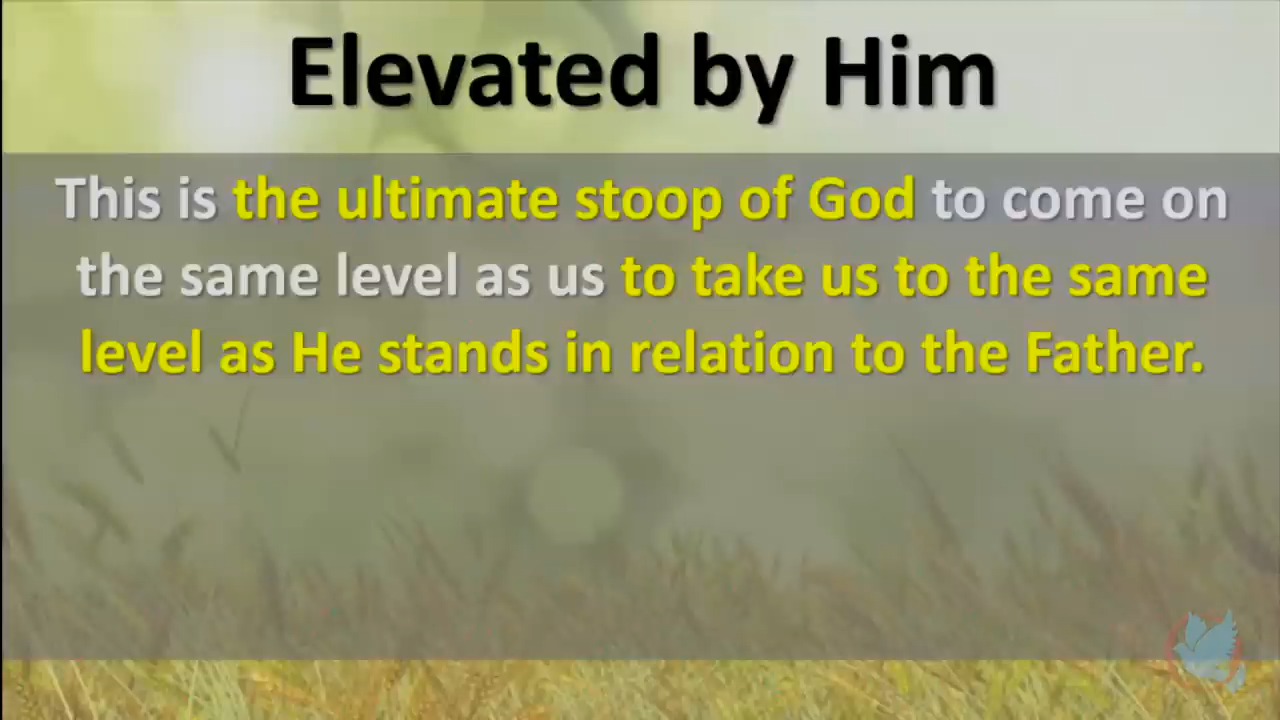 Elevated by Him
This is the ultimate stoop of God to come on
the same level as us to take us to the same
level as He stands in relation to the Father.